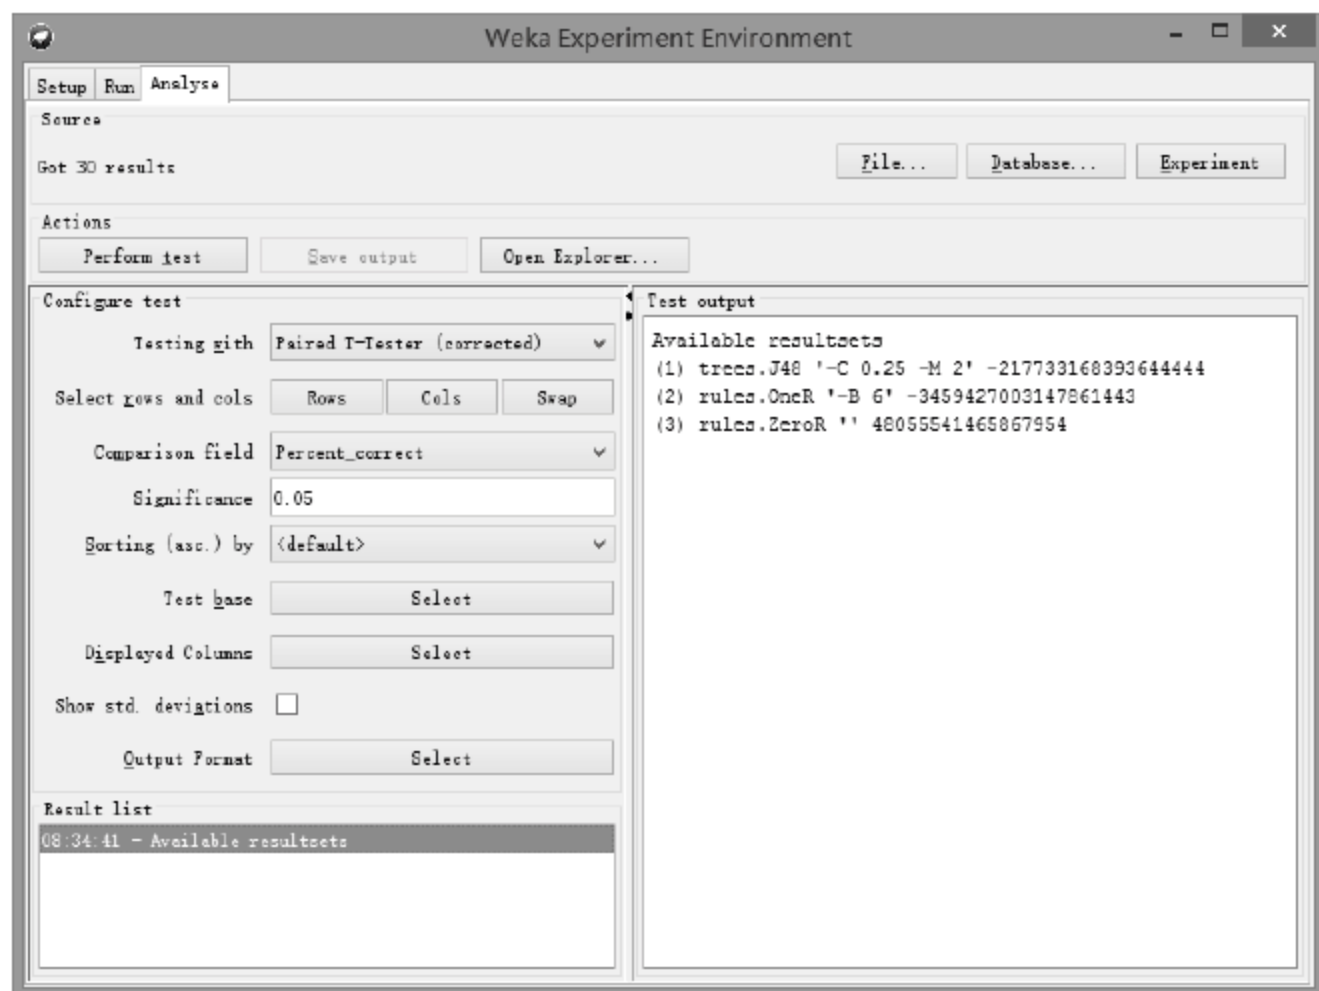 Weka Experiment Environment
Setup Run Analyse
Source
Got 30 results
File... Database... Experiment
Actions
Perform test Save output Open Explorer...
Configure test
Testing with Paired T-Tester (corrected)
Select rows and cols Rows Cols Swap
Comparison field Percent_correct
Significance 0.05
Sorting (asc.) by <default>
Test base Select
Displayed Columns Select
Show std. deviations
Output Format Select
Result list
08:34:41 - Available resultsets
Test output
Available resultsets
(1) trees.J48 '-C 0.25 -M 2' -217733168393644444
(2) rules.OneR '-B 6' -3459427003147861443
(3) rules.ZeroR '' 48055541465867954